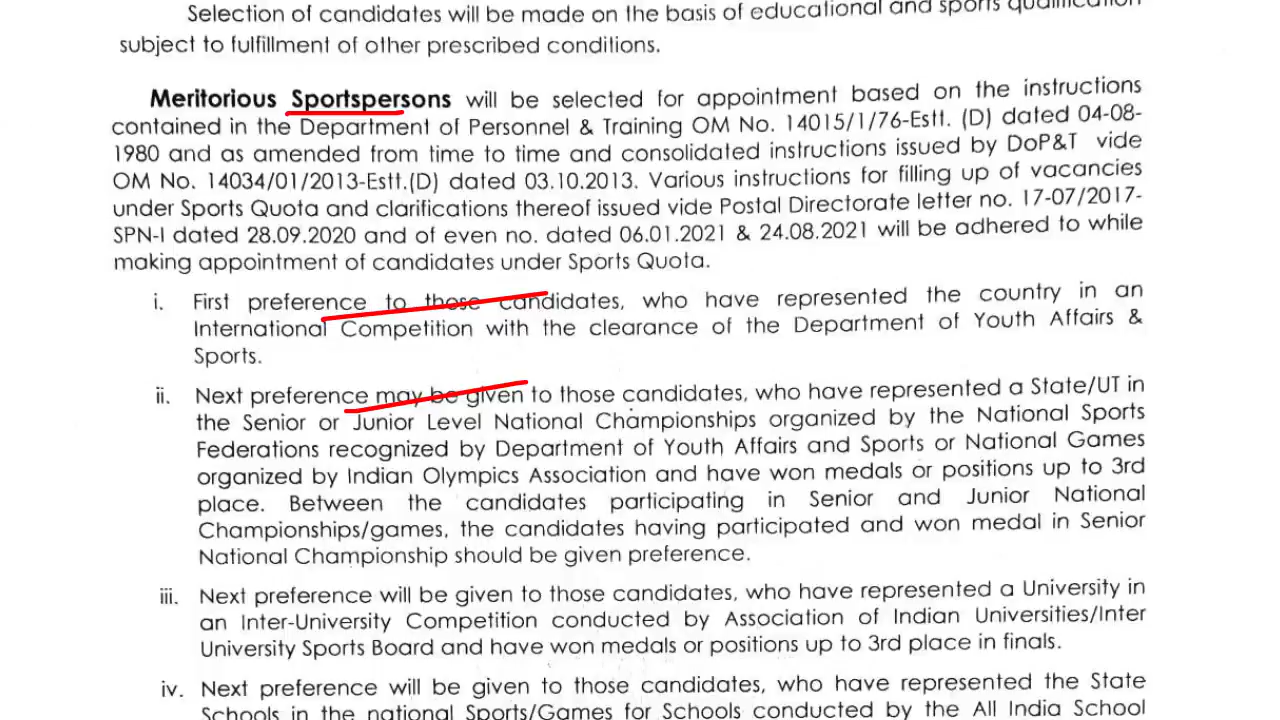 Selection of candidates will be made on the basis of educational and sports qualification
subject to fulfillment of other prescribed conditions.
Meritorious Sportspersons will be selected for appointment based on the instructions
contained in the Department of Personnel & Training OM No. 14015/1/76-Estt. (D) dated 04-08-
1980 and as amended from time to time and consolidated instructions issued by DoP&T vide
OM No. 14034/01/2013-Estt.(D) dated 03.10.2013. Various instructions for filling up of vacancies
under Sports Quota and clarifications thereof issued vide Postal Directorate letter no. 17-07/2017-
SPN-I dated 28.09.2020 and of even no. dated 06.01.2021 & 24.08.2021 will be adhered to while
making appointment of candidates under Sports Quota.
i. First preference to those candidates, who have represented the country in an
International Competition with the clearance of the Department of Youth Affairs &
Sports.
ii. Next preference may be given to those candidates, who have represented a State/UT in
the Senior or Junior Level National Championships organized by the National Sports
Federations recognized by Department of Youth Affairs and Sports or National Games
organized by Indian Olympics Association and have won medals or positions up to 3rd
place. Between the candidates participating in Senior and Junior National
Championships/games, the candidates having participated and won medal in Senior
National Championship should be given preference.
iii. Next preference will be given to those candidates, who have represented a University in
an Inter-University Competition conducted by Association of Indian Universities/Inter
University Sports Board and have won medals or positions up to 3rd place in finals.
iv. Next preference will be given to those candidates, who have represented the State
Schools in the national Sports/Games for Schools conducted by the All India School